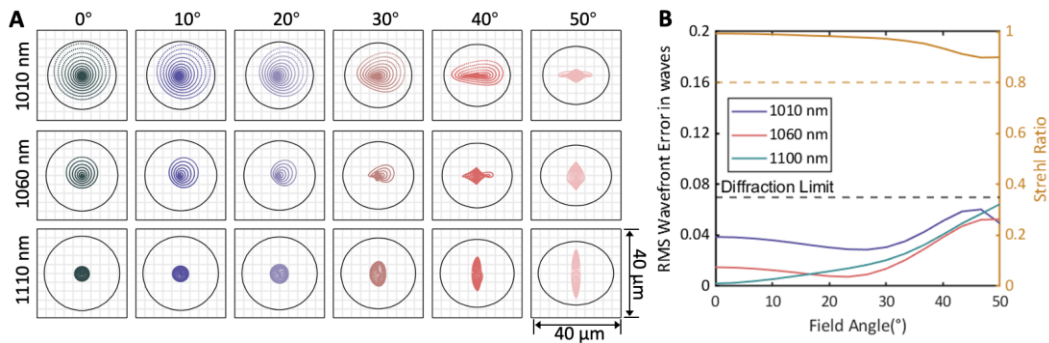 A
0° 10° 20° 30° 40° 50°
1010 nm
1060 nm
1110 nm
40 µm
40 µm
B
RMS Wavefront Error in waves
0.2
0.16
0.12
0.08
0.04
0
1010 nm
1060 nm
1100 nm
Diffraction Limit
1
0.8
0.6
0.4
0.2
0
Strehl Ratio
0 10 20 30 40 50
Field Angle(°)